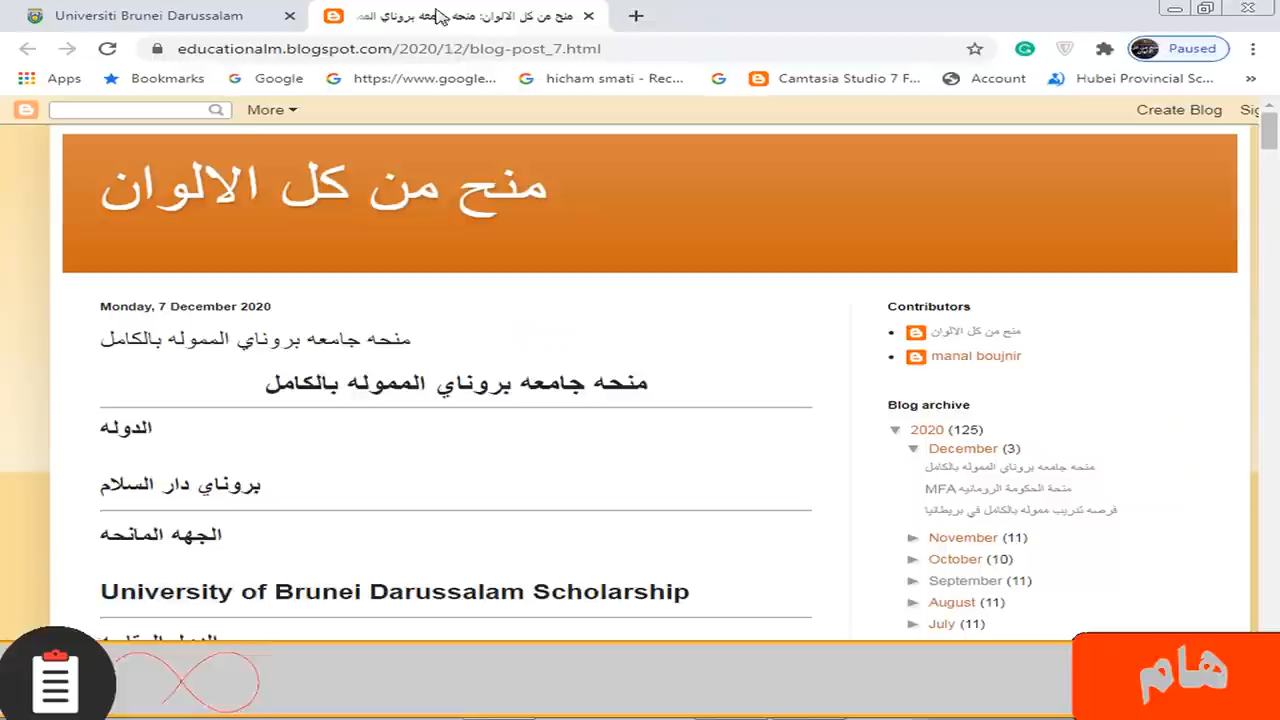 Universiti Brunei Darussalam
منح من كل الالوان: منحه جامعه بروناي المم
educationalm.blogspot.com/2020/12/blog-post_7.html
Paused
Apps
Bookmarks
Google
https://www.google...
hicham smati - Rec...
Camtasia Studio 7 F...
Account
Hubei Provincial Sc...
More
Create Blog
Sig
منح من كل الالوان
Monday, 7 December 2020
منحه جامعه بروناي المموله بالكامل
منحه جامعه بروناي المموله بالكامل
الدوله
بروناي دار السلام
الجهه المانحه
University of Brunei Darussalam Scholarship
Contributors
منح من كل الالوان
manal boujnir
Blog archive
2020 (125)
December (3)
منحه جامعه بروناي المموله بالكامل
منحة الحكومة الرومانيه MFA
فرصه تدريب مموله بالكامل في بريطانيا
November (11)
October (10)
September (11)
August (11)
July (11)
هام